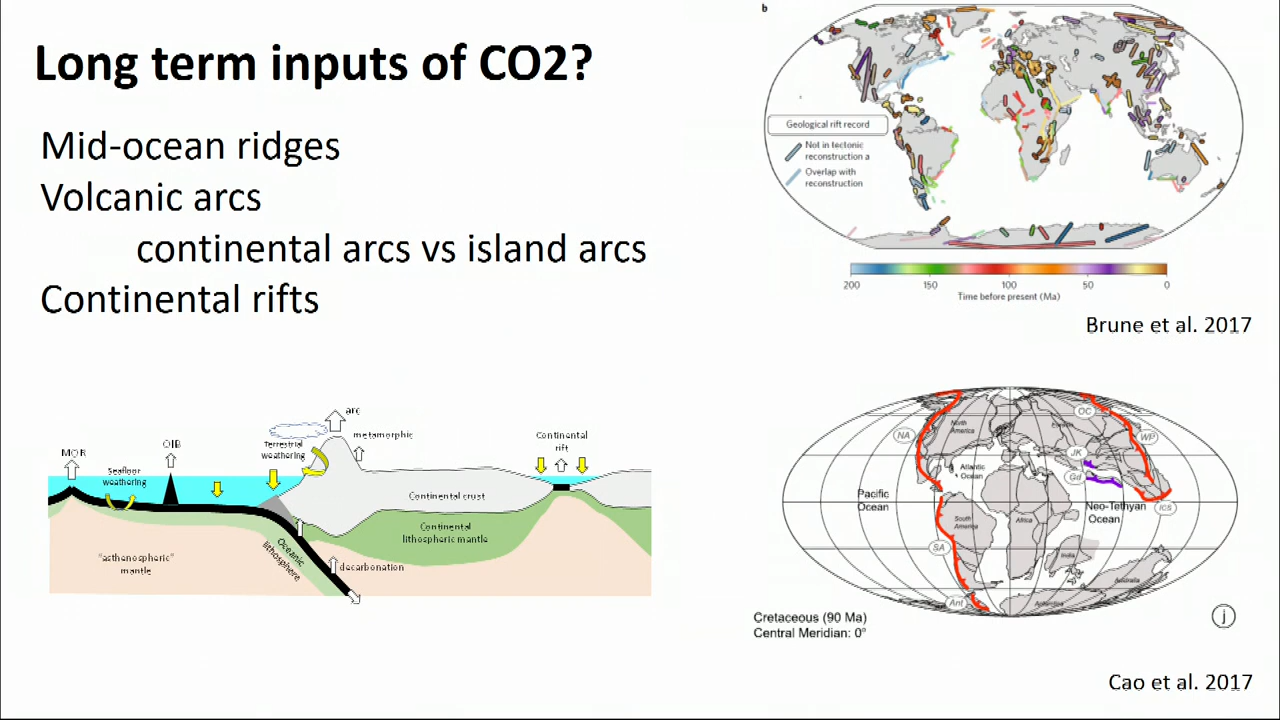 Long term inputs of CO2?
Mid-ocean ridges
Volcanic arcs
continental arcs vs island arcs
Continental rifts
b
Geological rift record
Not in tectonic
reconstruction a
Overlap with
reconstruction
200
150
100
50
0
Time before present (Ma)
Brune et al. 2017
arc
metamorphic
MOR
OIB
Seafloor
weathering
Terrestrial
weathering
Continental
rift
Continental crust
Continental
lithospheric mantle
"asthenospheric"
mantle
Oceanic
lithosphere
decarbonation
NA
North
America
OC
WP
JK
Gd
Atlantic
Ocean
Pacific
Ocean
Neo-Tethyan
Ocean
ICS
South
America
Africa
SA
India
Australia
Ant
Antarctica
Cretaceous (90 Ma)
Central Meridian: 0°
j
Cao et al. 2017